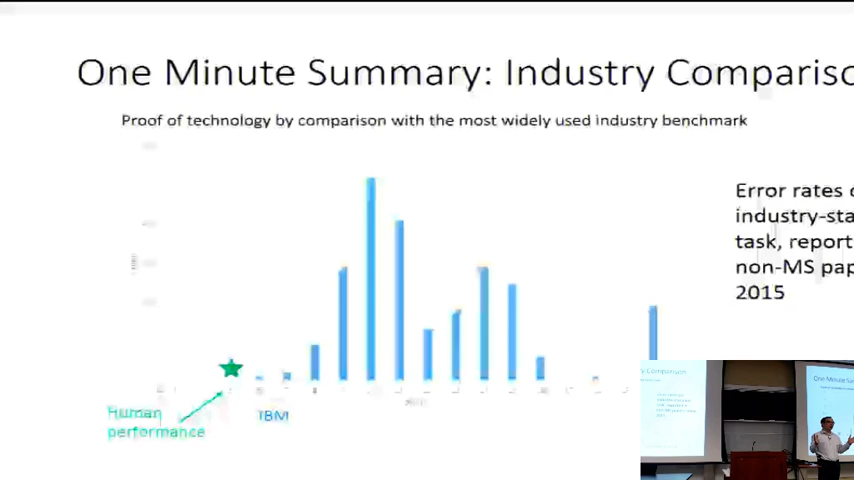 One Minute Summary: Industry Compariso
Proof of technology by comparison with the most widely used industry benchmark
Error rates
industry-sta
task, report
non-MS pap
2015
Human
performance
IBM